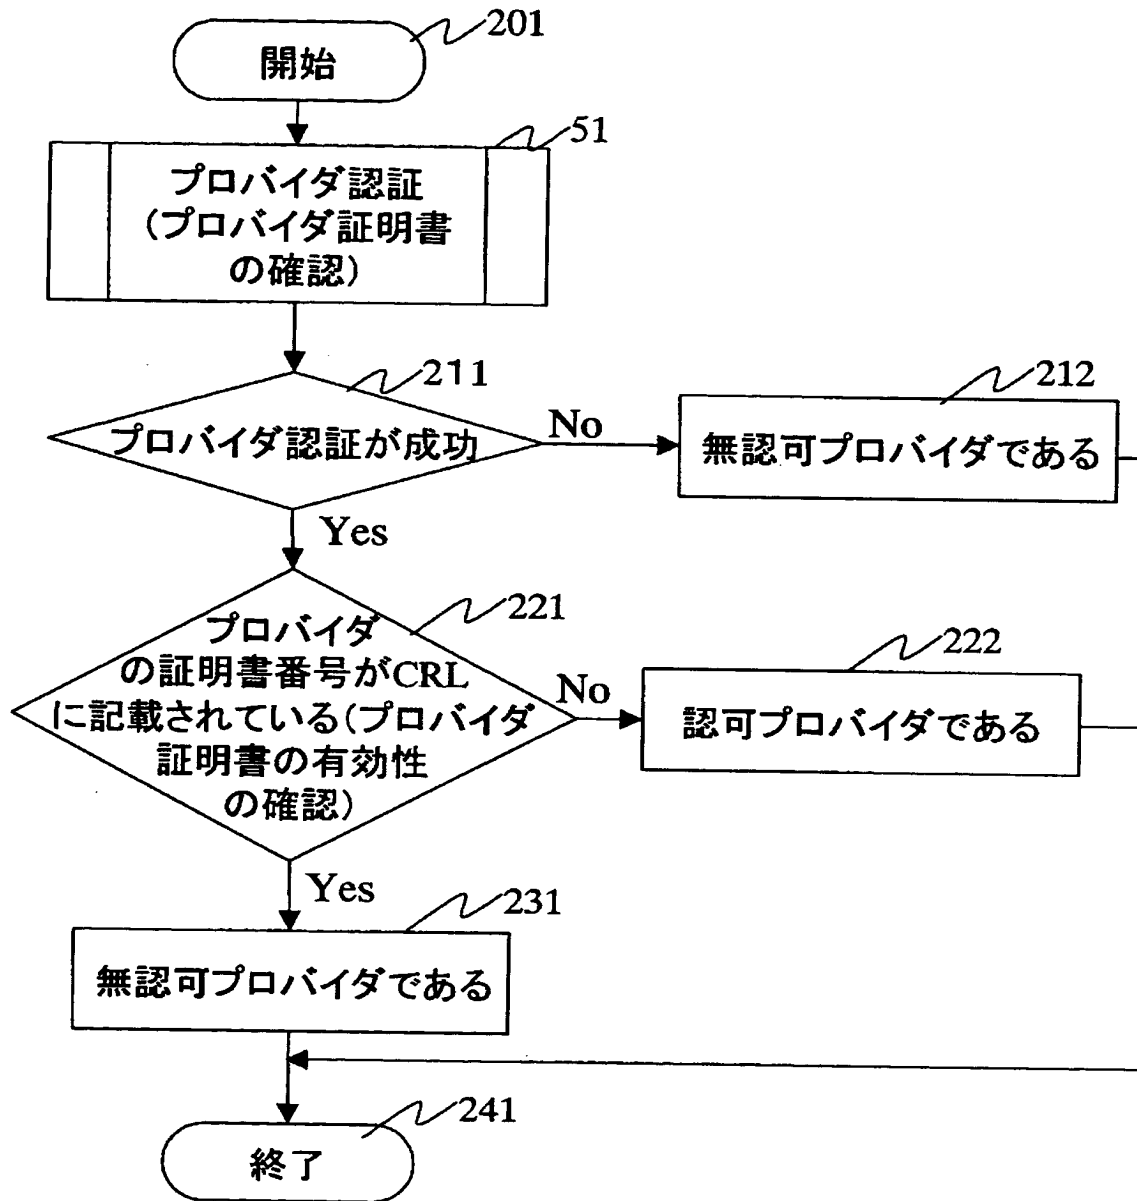 201
開始
51
プロバイダ認証
(プロバイダ証明書
の確認)
211
プロバイダ認証が成功
No
212
無認可プロバイダである
Yes
221
プロバイダ
の証明書番号がCRL
に記載されている(プロバイダ
証明書の有効性
の確認)
No
222
認可プロバイダである
Yes
231
無認可プロバイダである
241
終了